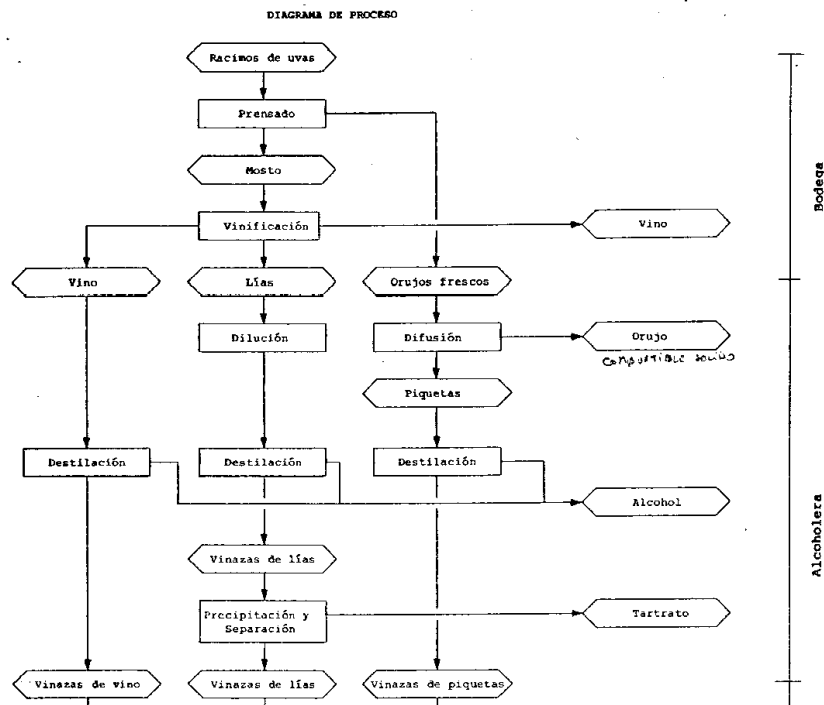 DIAGRAMA DE PROCESO
Racimos de uvas
Prensado
Mosto
Vinificación
Vino
Vino
Lías
Orujos frescos
Dilución
Difusión
Orujo
COMBUSTIBLE SOLIDO
Piquetas
Destilación
Destilación
Destilación
Alcohol
Vinazas de lías
Precipitación y
Separación
Tartrato
Vinazas de vino
Vinazas de lías
Vinazas de piquetas
Bodega
Alcoholera